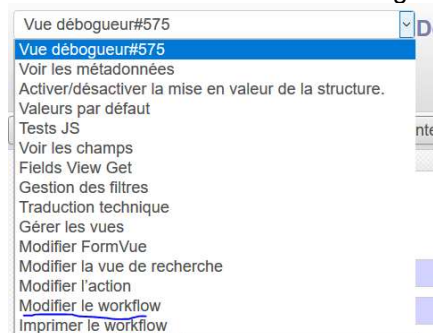 Vue débogueur#575
Vue débogueur#575
Voir les métadonnées
Activer/désactiver la mise en valeur de la structure.
Valeurs par défaut
Tests JS
Voir les champs
Fields View Get
Gestion des filtres
Traduction technique
Gérer les vues
Modifier FormVue
Modifier la vue de recherche
Modifier l'action
Modifier le workflow
Imprimer le workflow